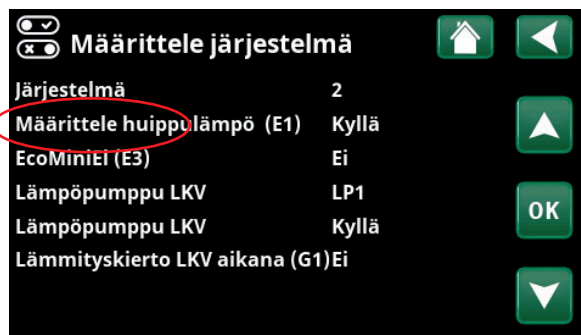 Määrittele järjestelmä
Järjestelmä 2
Määrittele huippulämpö (E1) Kyllä
EcoMiniEl (E3) Ei
Lämpöpumppu LKV LP1
Lämpöpumppu LKV Kyllä
Lämmityskierto LKV aikana (G1) Ei
OK